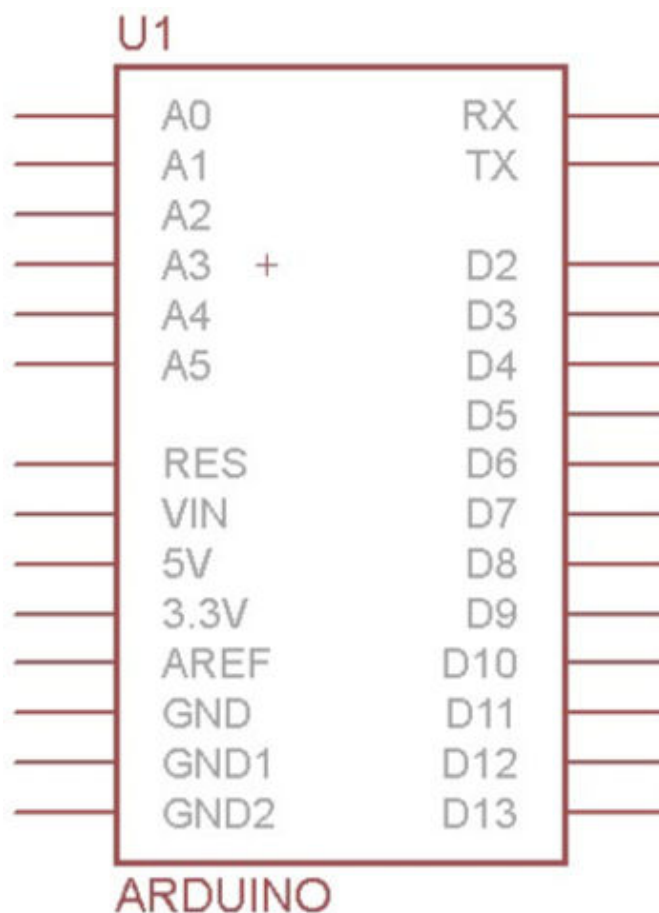 U1
A0 RX
A1 TX
A2
A3 + D2
A4 D3
A5 D4
D5
RES D6
VIN D7
5V D8
3.3V D9
AREF D10
GND D11
GND1 D12
GND2 D13
ARDUINO